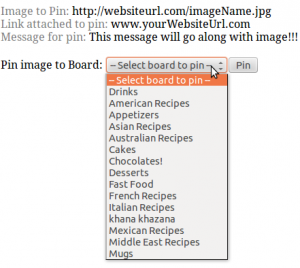 Image to Pin: http://websiteurl.com/imageName.jpg
Link attached to pin: www.yourWebsiteUrl.com
Message for pin: This message will go along with image!!!
Pin image to Board: -- Select board to pin -- Pin
-- Select board to pin --
Drinks
American Recipes
Appetizers
Asian Recipes
Australian Recipes
Cakes
Chocolates!
Desserts
Fast Food
French Recipes
Italian Recipes
khana khazana
Mexican Recipes
Middle East Recipes
Mugs